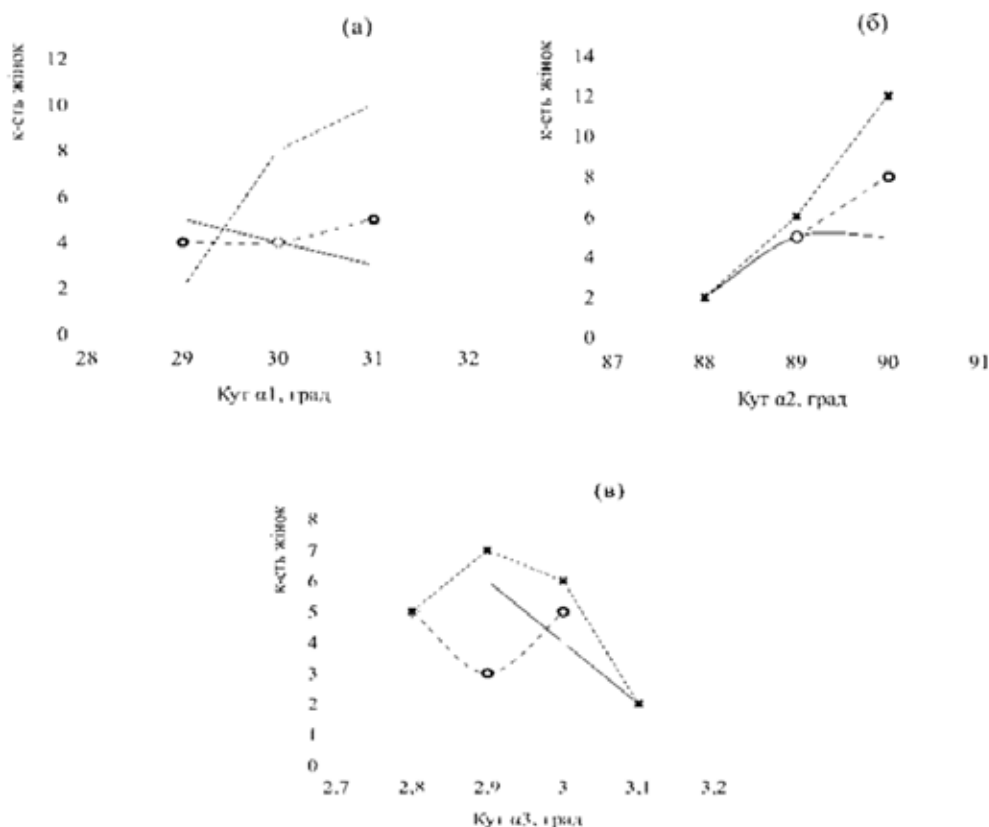 (а)
к-сть жінок
12
10
8
6
4
2
0
28 29 30 31 32
Кут α1, град
(б)
к-сть жінок
14
12
10
8
6
4
2
0
87 88 89 90 91
Кут α2, град
(в)
к-сть жінок
8
7
6
5
4
3
2
1
0
2,7 2,8 2,9 3 3,1 3,2
Кут α3, град